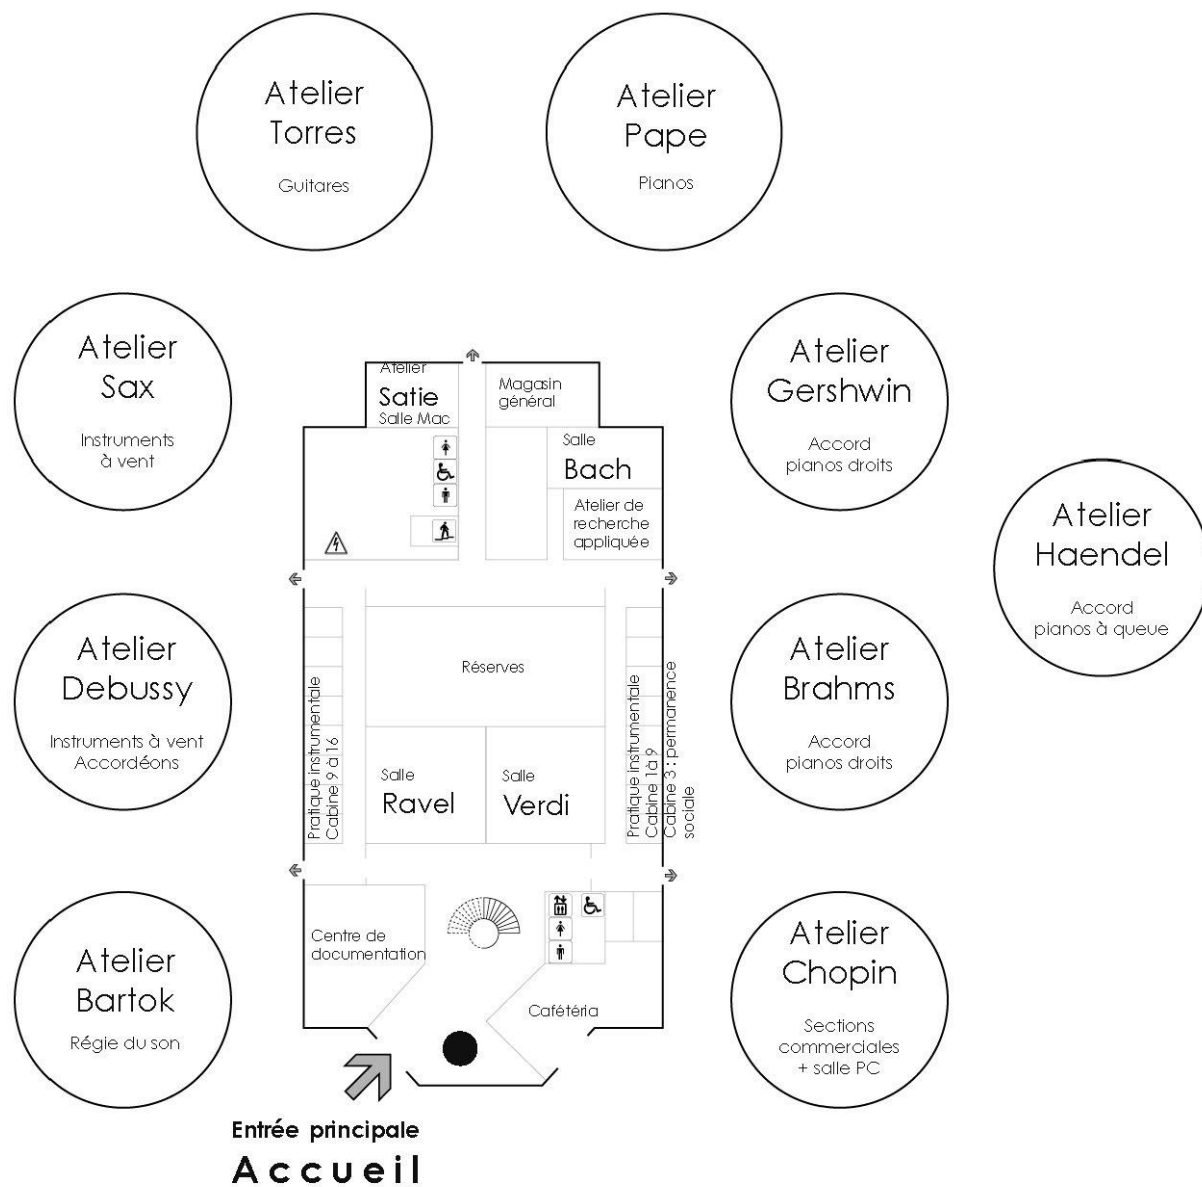 Atelier
Torres
Guitares
Atelier
Pape
Pianos
Atelier
Sax
Instruments
à vent
Atelier
Satie
Salle Mac
Magasin
général
Salle
Bach
Atelier de
recherche
appliquée
Atelier
Gershwin
Accord
pianos droits
Atelier
Haendel
Accord
pianos à queue
Atelier
Debussy
Instruments à vent
Accordéons
Pratique instrumentale
Cabine 9 à 16
Réserves
Salle
Ravel
Salle
Verdi
Pratique instrumentale
Cabine 1à 9
Cabine 3 : permanence
sociale
Atelier
Brahms
Accord
pianos droits
Atelier
Bartok
Régie du son
Centre de
documentation
Cafétéria
Atelier
Chopin
Sections
commerciales
+ salle PC
Entrée principale
Accueil